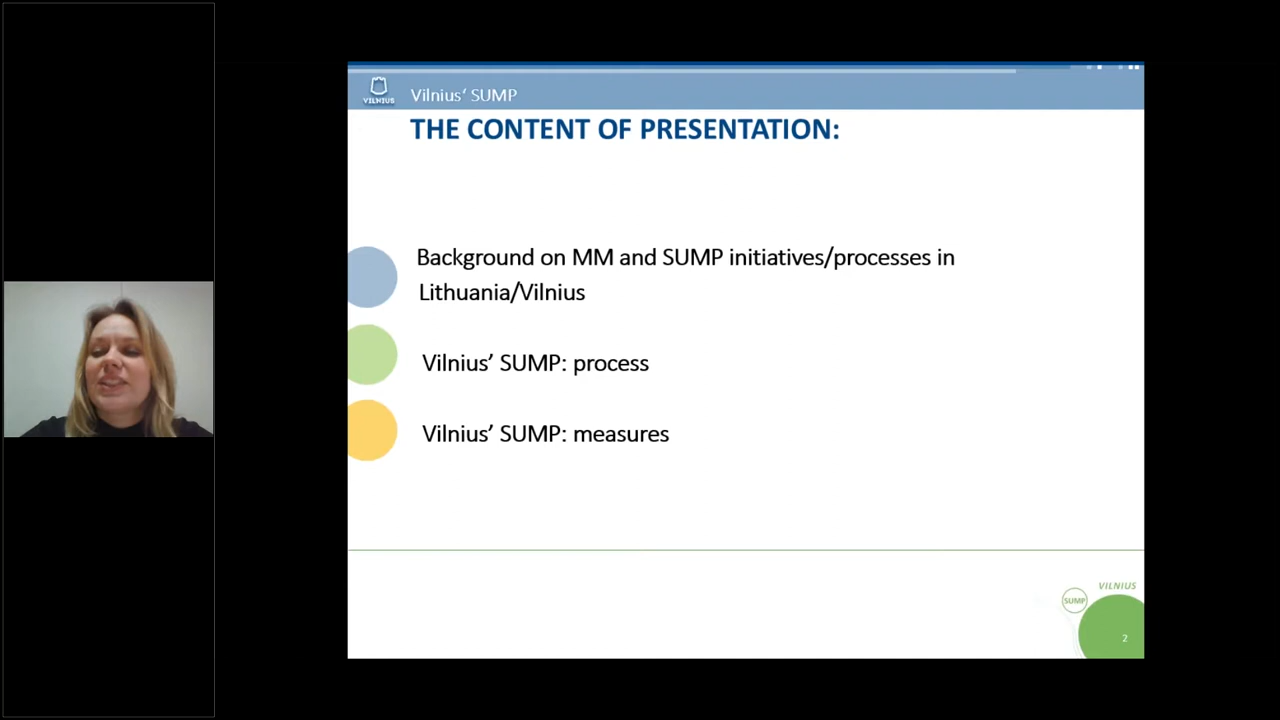 VILNIUS
Vilnius‘ SUMP
THE CONTENT OF PRESENTATION:
Background on MM and SUMP initiatives/processes in
Lithuania/Vilnius
Vilnius’ SUMP: process
Vilnius’ SUMP: measures
VILNIUS
SUMP
2